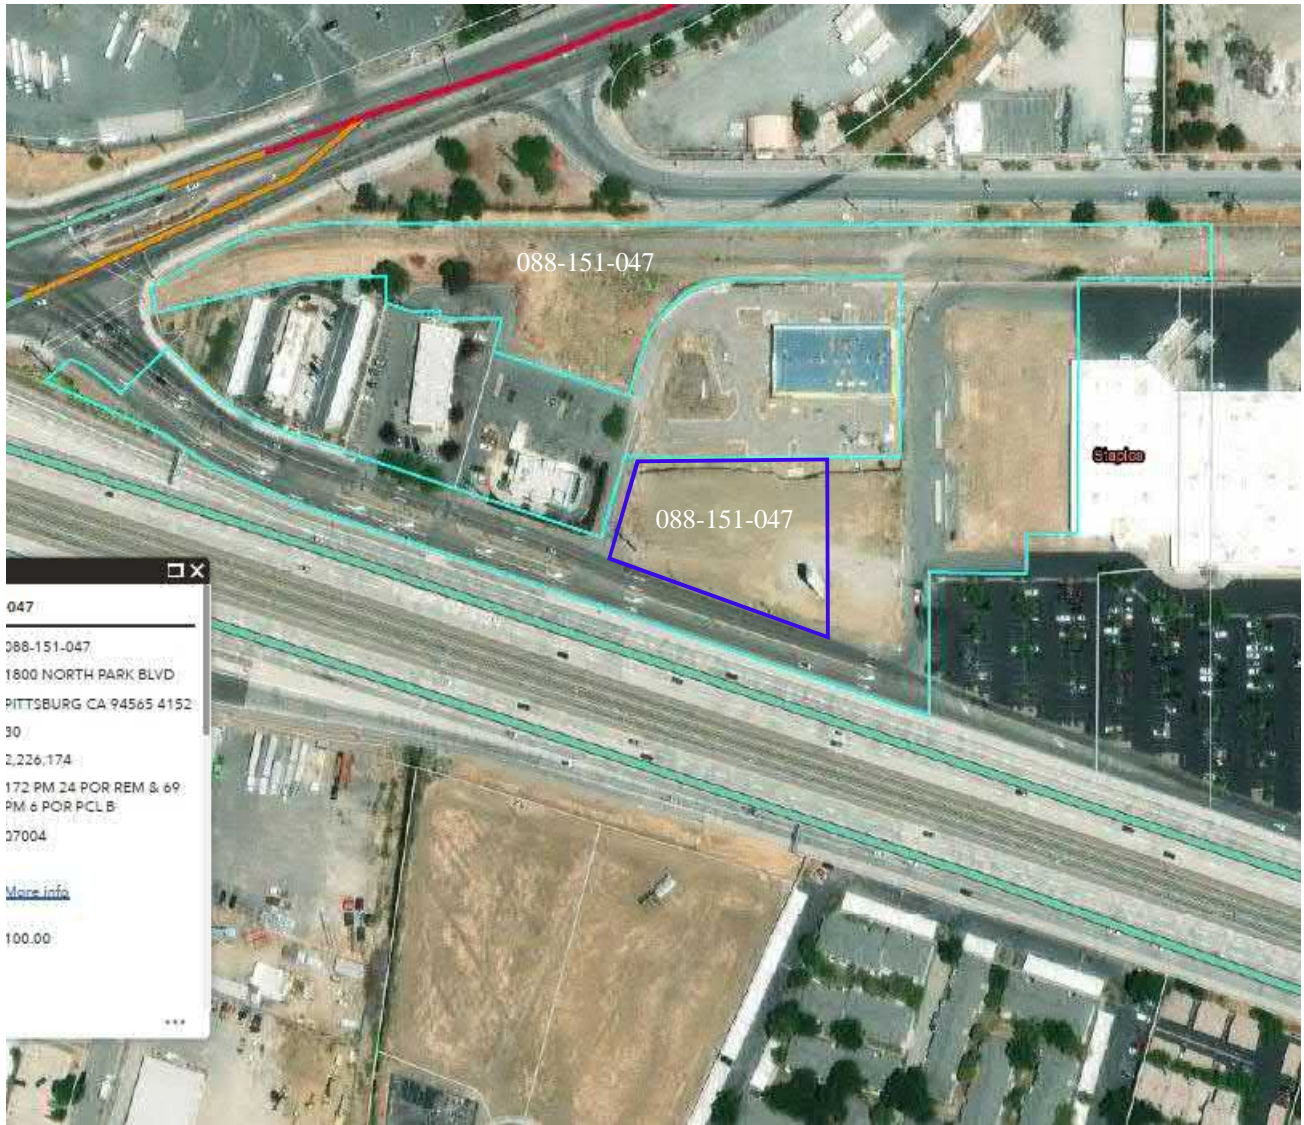 088-151-047
Staples
088-151-047
047
088-151-047
1800 NORTH PARK BLVD
PITTSBURG CA 94565 4152
30
2,226,174
172 PM 24 POR REM & 69
PM 6 POR PCL B
07004
More info
100.00